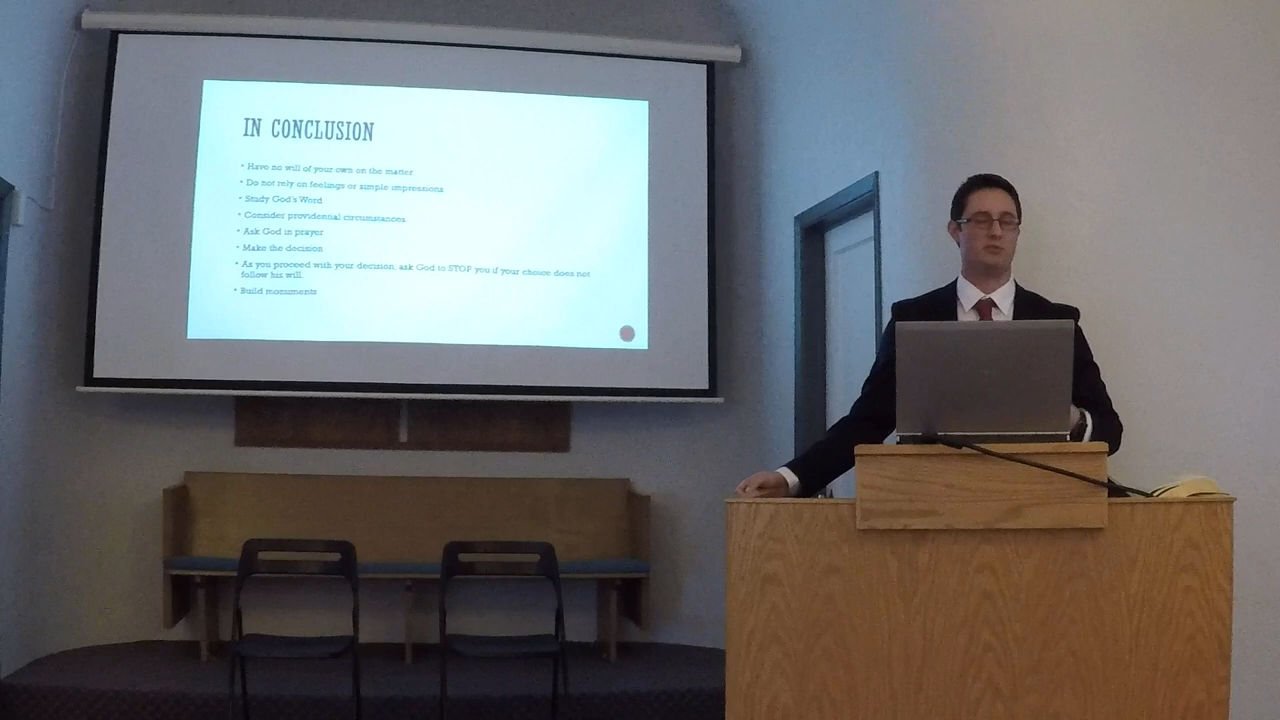 IN CONCLUSION
• Have no will of your own on the matter
• Do not rely on feelings or simple impressions
• Study God's Word
• Consider providential circumstances
• Ask God in prayer
• Make the decision
• As you proceed with your decision, ask God to STOP you if your choice does not
follow his will.
• Build monuments